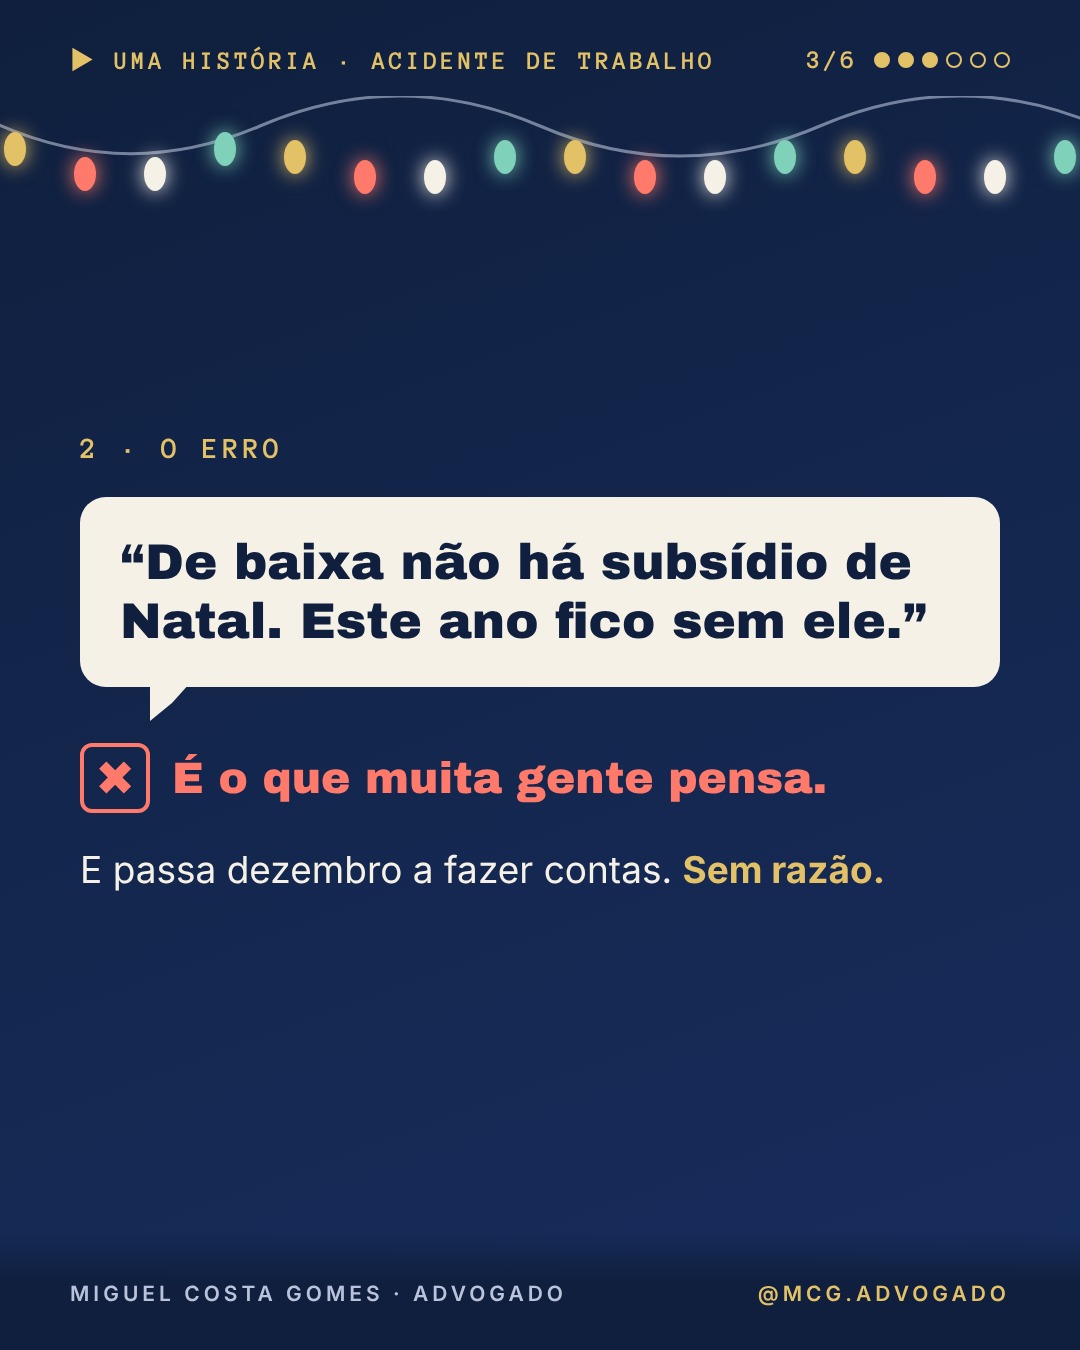 ▶ UMA HISTÓRIA · ACIDENTE DE TRABALHO
3/6
2 · O ERRO
“De baixa não há subsídio de
Natal. Este ano fico sem ele.”
É o que muita gente pensa.
E passa dezembro a fazer contas. Sem razão.
MIGUEL COSTA GOMES · ADVOGADO
@MCG.ADVOGADO